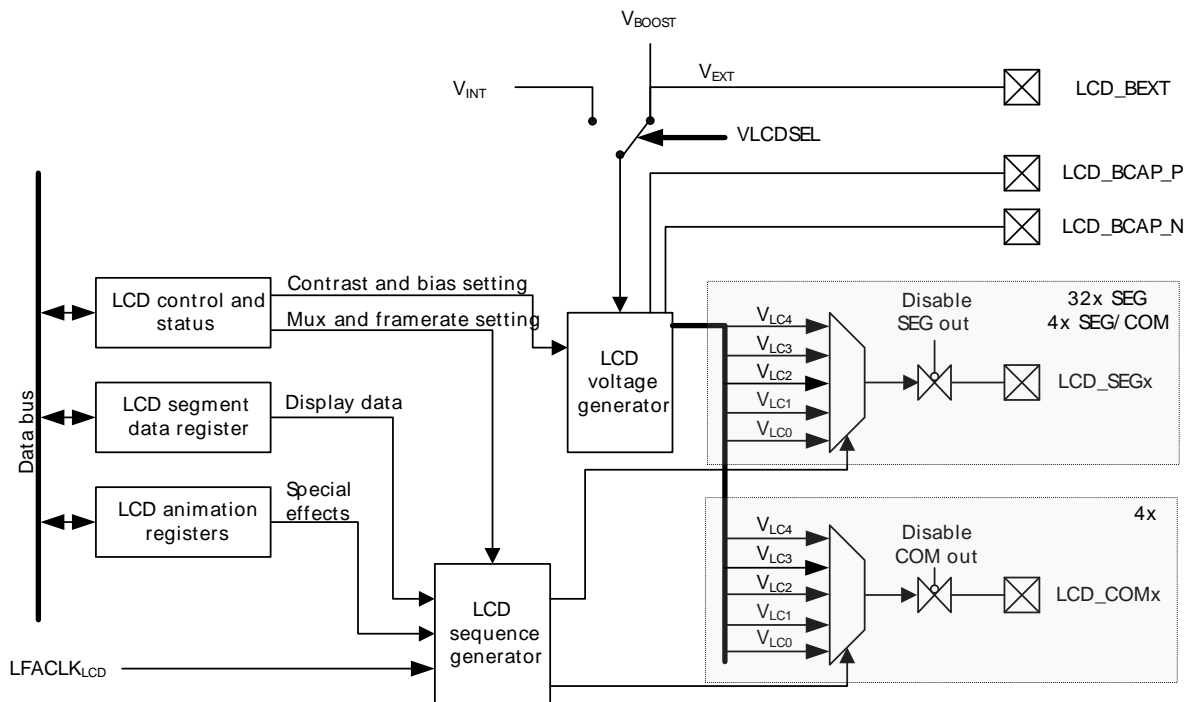 VBOOST
VINT
VEXT
LCD_BEXT
VLCDSEL
LCD_BCAP_P
LCD_BCAP_N
Data bus
LCD control and
status
Contrast and bias setting
Mux and framerate setting
LCD
voltage
generator
32x SEG
4x SEG/COM
Disable
SEG out
VLC4
VLC3
VLC2
VLC1
VLC0
LCD_SEGx
LCD segment
data register
Display data
LCD animation
registers
Special
effects
LCD
sequence
generator
LFACLKLCD
4x
Disable
COM out
VLC4
VLC3
VLC2
VLC1
VLC0
LCD_COMx